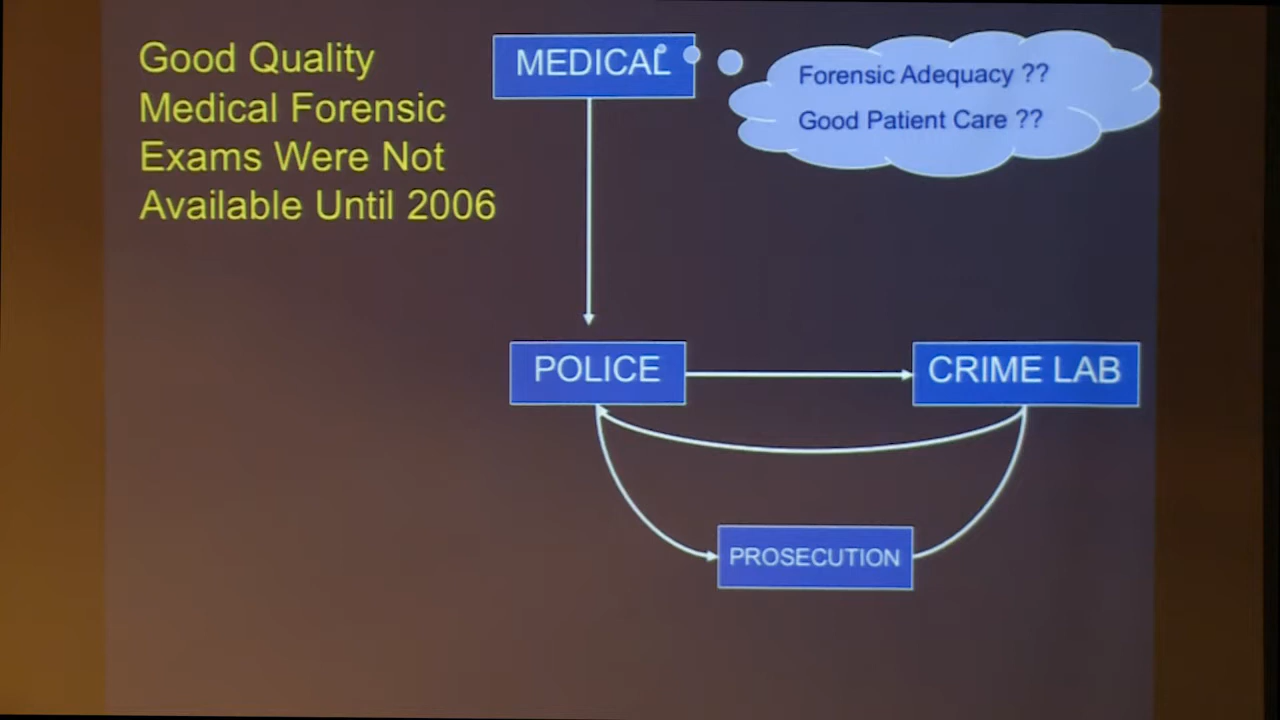 Good Quality
Medical Forensic
Exams Were Not
Available Until 2006
MEDICAL
Forensic Adequacy ??
Good Patient Care ??
POLICE
CRIME LAB
PROSECUTION